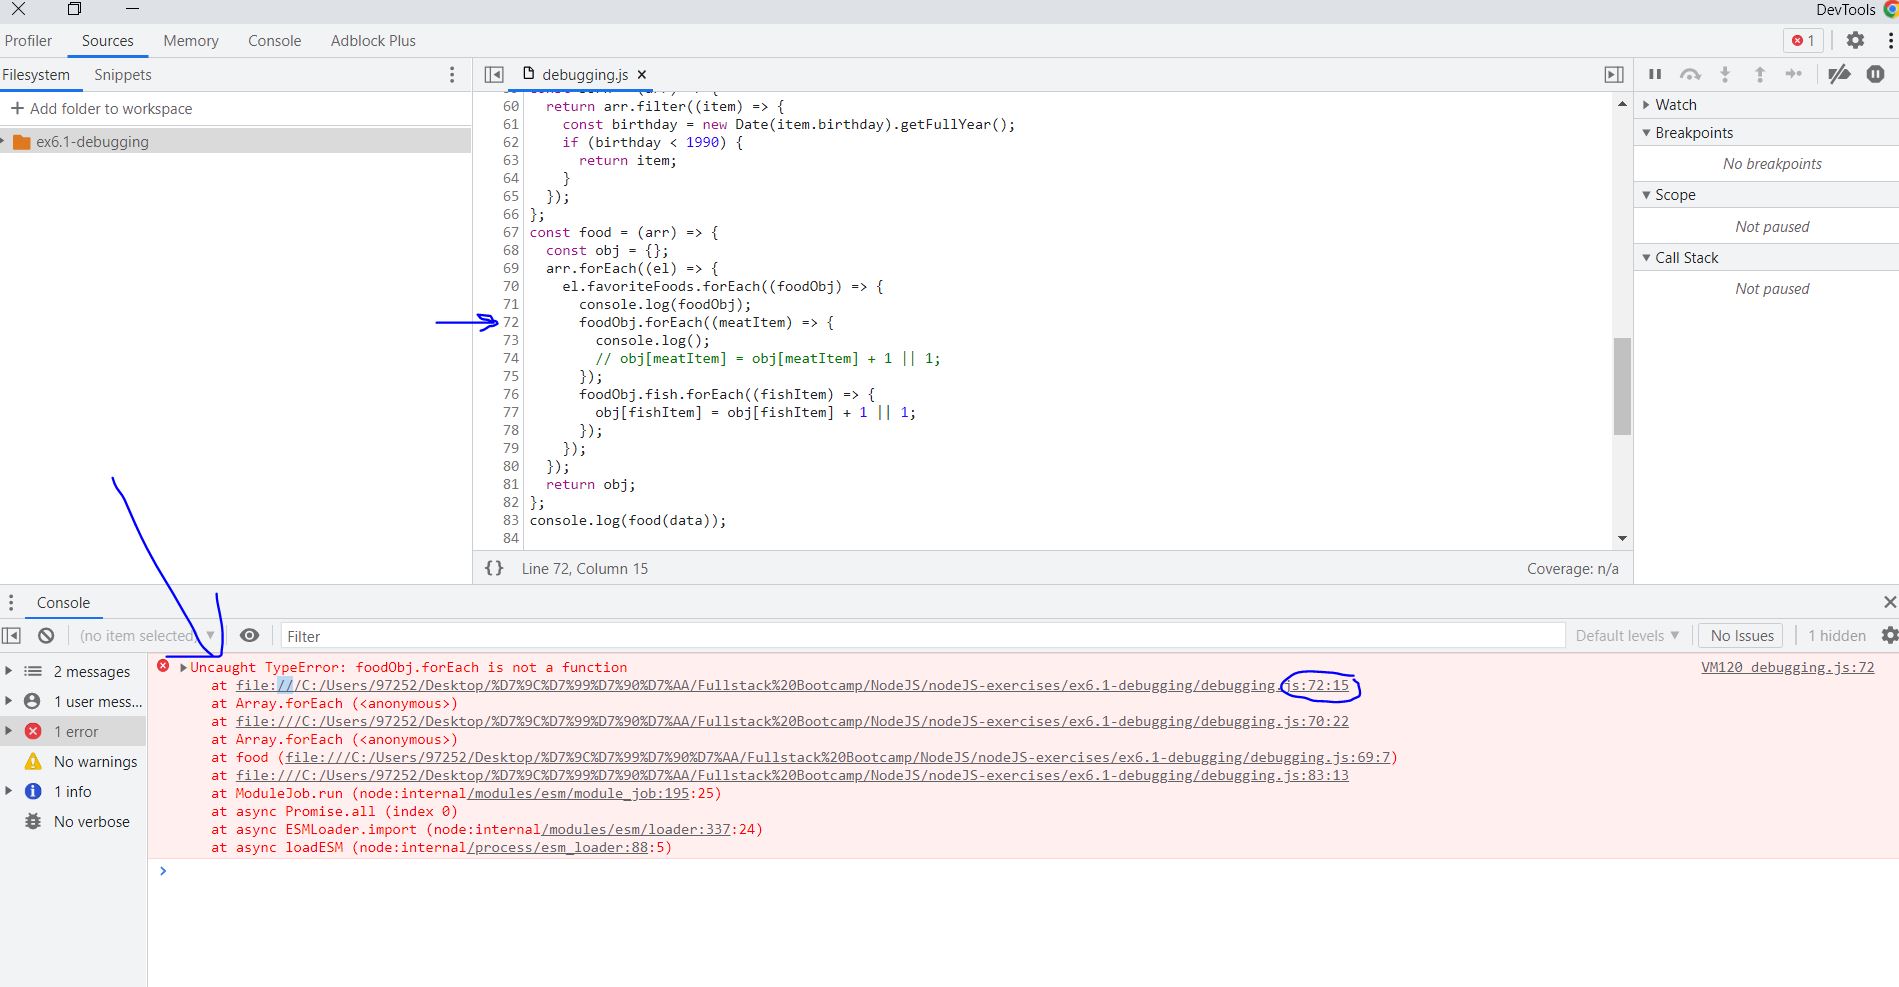 DevTools
Profiler Sources Memory Console Adblock Plus 1
Filesystem Snippets
debugging.js
+ Add folder to workspace
ex6.1-debugging
60 return arr.filter((item) => {
61 const birthday = new Date(item.birthday).getFullYear();
62 if (birthday < 1990) {
63 return item;
64 }
65 });
66 };
67 const food = (arr) => {
68 const obj = {};
69 arr.forEach((el) => {
70 el.favoriteFoods.forEach((foodObj) => {
71 console.log(foodObj);
72 foodObj.forEach((meatItem) => {
73 console.log();
74 // obj[meatItem] = obj[meatItem] + 1 || 1;
75 });
76 foodObj.fish.forEach((fishItem) => {
77 obj[fishItem] = obj[fishItem] + 1 || 1;
78 });
79 });
80 });
81 return obj;
82 };
83 console.log(food(data));
84
{} Line 72, Column 15 Coverage: n/a
Watch
Breakpoints
No breakpoints
Scope
Not paused
Call Stack
Not paused
Console
(no item selected) Filter Default levels No Issues 1 hidden
2 messages
1 user mess...
1 error
No warnings
1 info
No verbose
Uncaught TypeError: foodObj.forEach is not a function VM120 debugging.js:72
at file:///C:/Users/97252/Desktop/%D7%9C%D7%99%D7%90%D7%AA/Fullstack%20Bootcamp/NodeJS/nodeJS-exercises/ex6.1-debugging/debugging.js:72:15
at Array.forEach (<anonymous>)
at file:///C:/Users/97252/Desktop/%D7%9C%D7%99%D7%90%D7%AA/Fullstack%20Bootcamp/NodeJS/nodeJS-exercises/ex6.1-debugging/debugging.js:70:22
at Array.forEach (<anonymous>)
at food (file:///C:/Users/97252/Desktop/%D7%9C%D7%99%D7%90%D7%AA/Fullstack%20Bootcamp/NodeJS/nodeJS-exercises/ex6.1-debugging/debugging.js:69:7)
at file:///C:/Users/97252/Desktop/%D7%9C%D7%99%D7%90%D7%AA/Fullstack%20Bootcamp/NodeJS/nodeJS-exercises/ex6.1-debugging/debugging.js:83:13
at ModuleJob.run (node:internal/modules/esm/module_job:195:25)
at async Promise.all (index 0)
at async ESMLoader.import (node:internal/modules/esm/loader:337:24)
at async loadESM (node:internal/process/esm_loader:88:5)